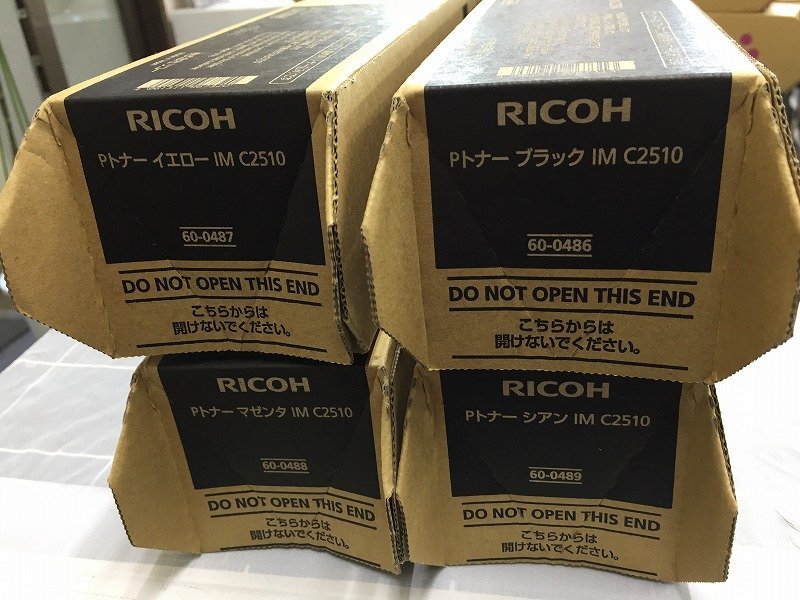 RICOH
Pトナー イエロー IM C2510
60-0487
DO NOT OPEN THIS END
こちらからは
開けないでください。
RICOH
Pトナー ブラック IM C2510
60-0486
DO NOT OPEN THIS END
こちらからは
開けないでください。
RICOH
Pトナー マゼンタ IM C2510
60-0488
DO NOT OPEN THIS END
こちらからは
開けないでください。
RICOH
Pトナー シアン IM C2510
60-0489
DO NOT OPEN THIS END
こちらからは
開けないでください。